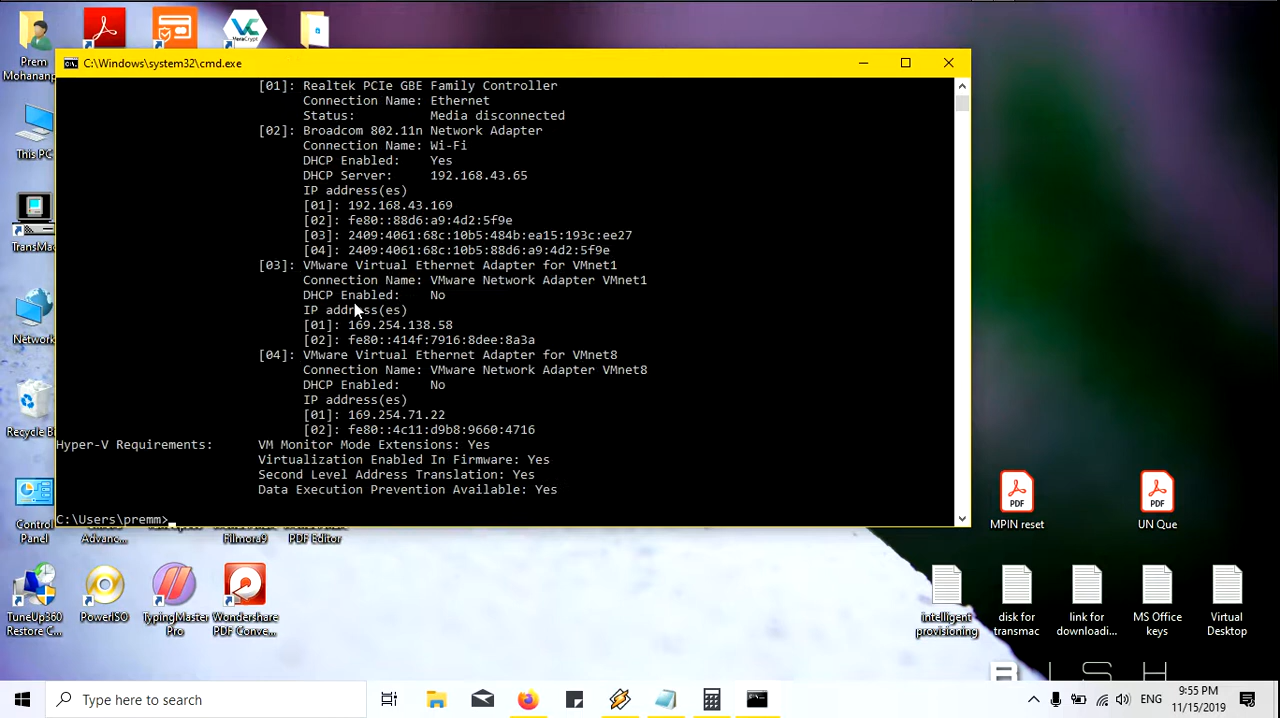 Prem
Mohananp
This PC
TransMac
Network
Recycle Bi
Control
Panel
Advanc...
Filmora9
PDF Editor
TuneUp360
Restore C...
PowerISO
TypingMaster
Pro
Wondershare
PDF Conve...
VeraCrypt
C:\Windows\system32\cmd.exe
[01]: Realtek PCIe GBE Family Controller
Connection Name: Ethernet
Status: Media disconnected
[02]: Broadcom 802.11n Network Adapter
Connection Name: Wi-Fi
DHCP Enabled: Yes
DHCP Server: 192.168.43.65
IP address(es)
[01]: 192.168.43.169
[02]: fe80::88d6:a9:4d2:5f9e
[03]: 2409:4061:68c:10b5:484b:ea15:193c:ee27
[04]: 2409:4061:68c:10b5:88d6:a9:4d2:5f9e
[03]: VMware Virtual Ethernet Adapter for VMnet1
Connection Name: VMware Network Adapter VMnet1
DHCP Enabled: No
IP address(es)
[01]: 169.254.138.58
[02]: fe80::414f:7916:8dee:8a3a
[04]: VMware Virtual Ethernet Adapter for VMnet8
Connection Name: VMware Network Adapter VMnet8
DHCP Enabled: No
IP address(es)
[01]: 169.254.71.22
[02]: fe80::4c11:d9b8:9660:4716
Hyper-V Requirements: VM Monitor Mode Extensions: Yes
Virtualization Enabled In Firmware: Yes
Second Level Address Translation: Yes
Data Execution Prevention Available: Yes
C:\Users\premm>
PDF
MPIN reset
PDF
UN Que
intelligent
provisioning
disk for
transmac
link for
downloadi...
MS Office
keys
Virtual
Desktop
Type here to search
ENG
9:55 PM
11/15/2019